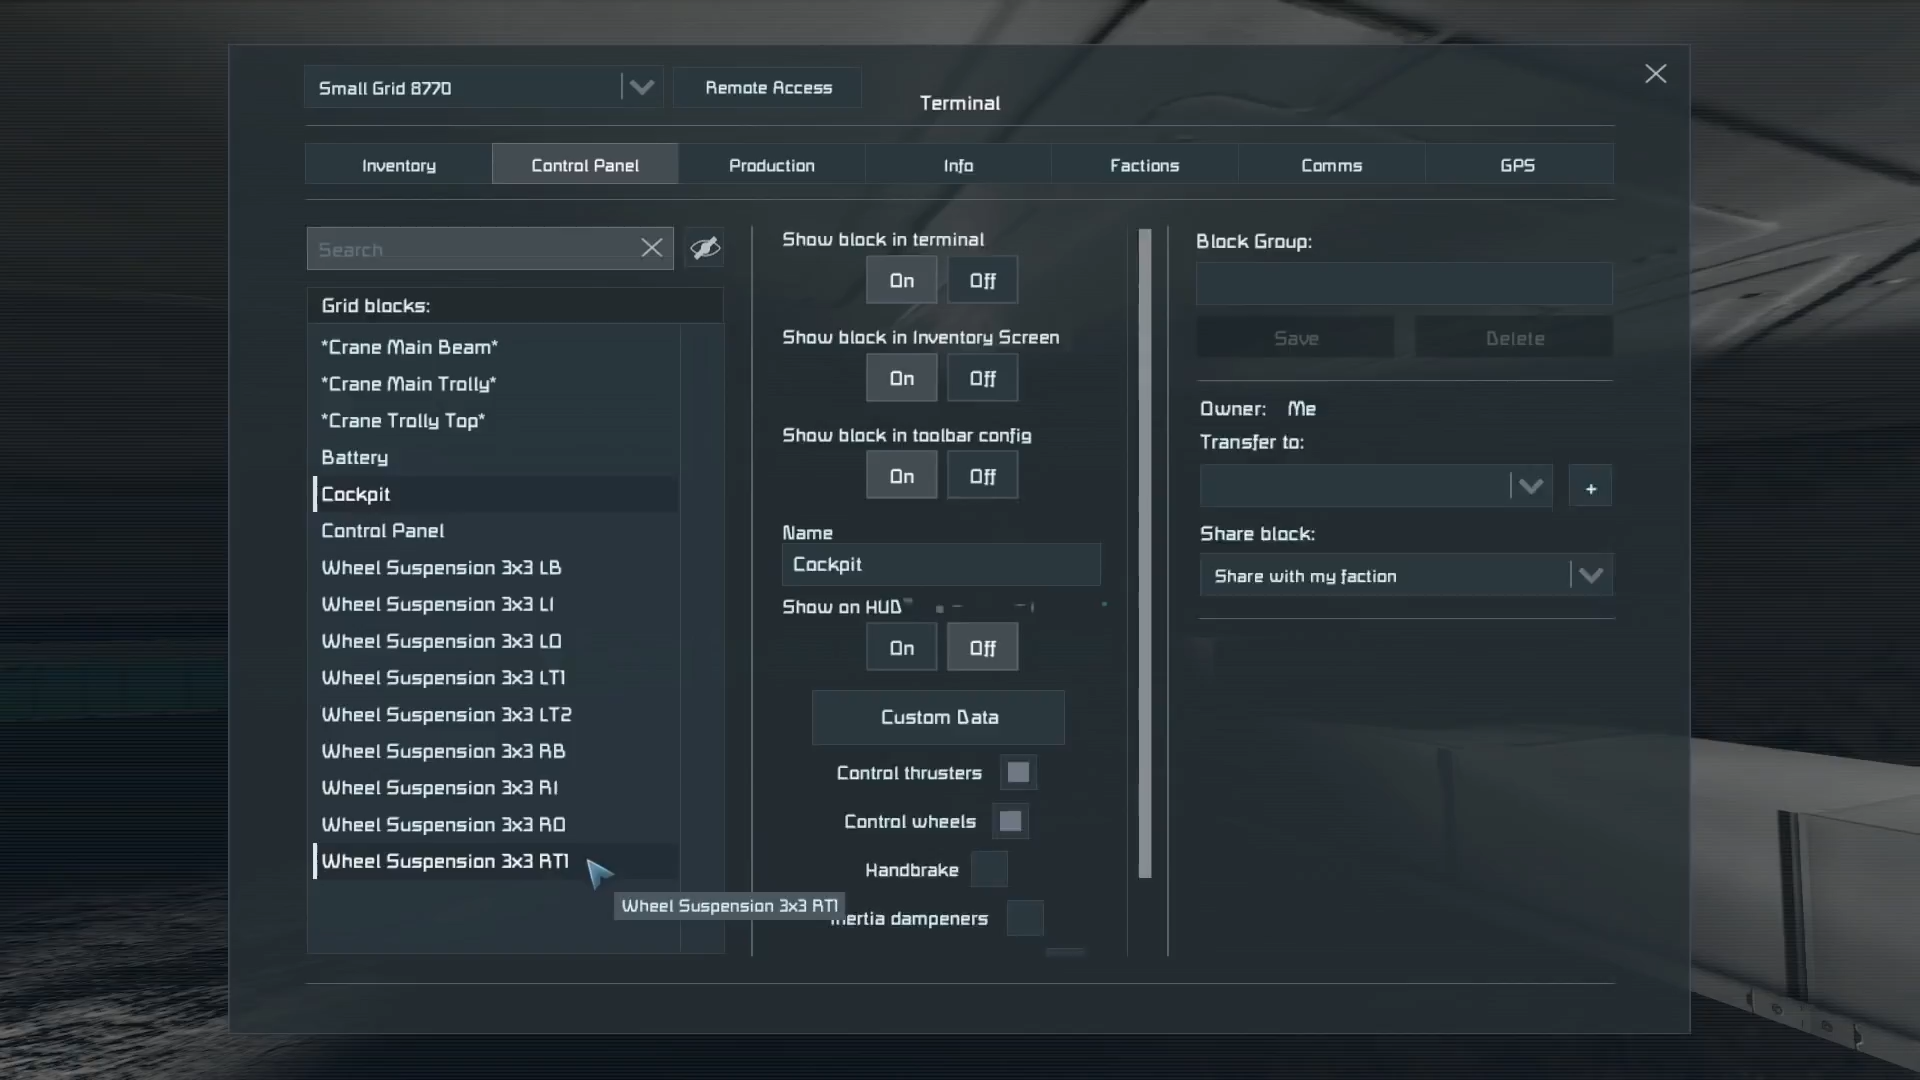 Small Grid 8770
Remote Access
Terminal
Inventory
Control Panel
Production
Info
Factions
Comms
GPS
Search
Grid blocks:
*Crane Main Beam*
*Crane Main Trolly*
*Crane Trolly Top*
Battery
Cockpit
Control Panel
Wheel Suspension 3x3 LB
Wheel Suspension 3x3 L1
Wheel Suspension 3x3 LO
Wheel Suspension 3x3 LT1
Wheel Suspension 3x3 LT2
Wheel Suspension 3x3 RB
Wheel Suspension 3x3 R1
Wheel Suspension 3x3 RO
Wheel Suspension 3x3 RT1
Wheel Suspension 3x3 RT1
Show block in terminal
On Off
Show block in Inventory Screen
On Off
Show block in toolbar config
On Off
Name
Cockpit
Show on HUD
On Off
Custom Data
Control thrusters
Control wheels
Handbrake
Inertia dampeners
Block Group:
Save Delete
Owner: Me
Transfer to:
+
Share block:
Share with my faction